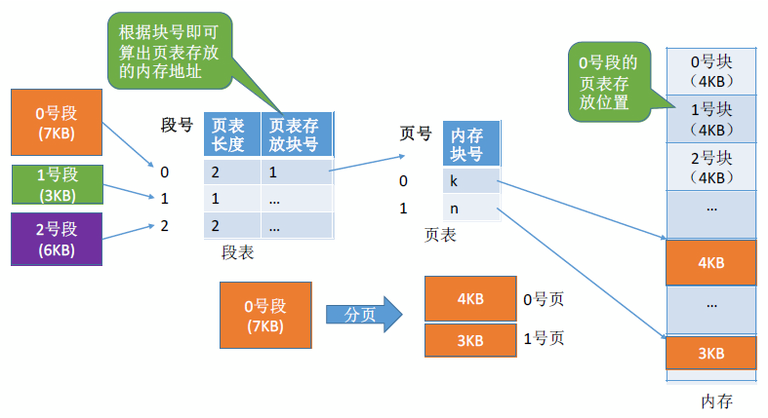 根据块号即可
算出页表存放
的内存地址
0号段的
页表存
放位置
0号块
（4KB）
1号块
（4KB）
2号块
（4KB）
...
4KB
...
3KB
内存
0号段
(7KB)
1号段
(3KB)
2号段
(6KB)
段号
页表
长度
页表存
放块号
0
2
1
1
1
...
2
2
...
段表
页号
内存
块号
0
k
1
n
页表
0号段
(7KB)
分页
4KB
0号页
3KB
1号页